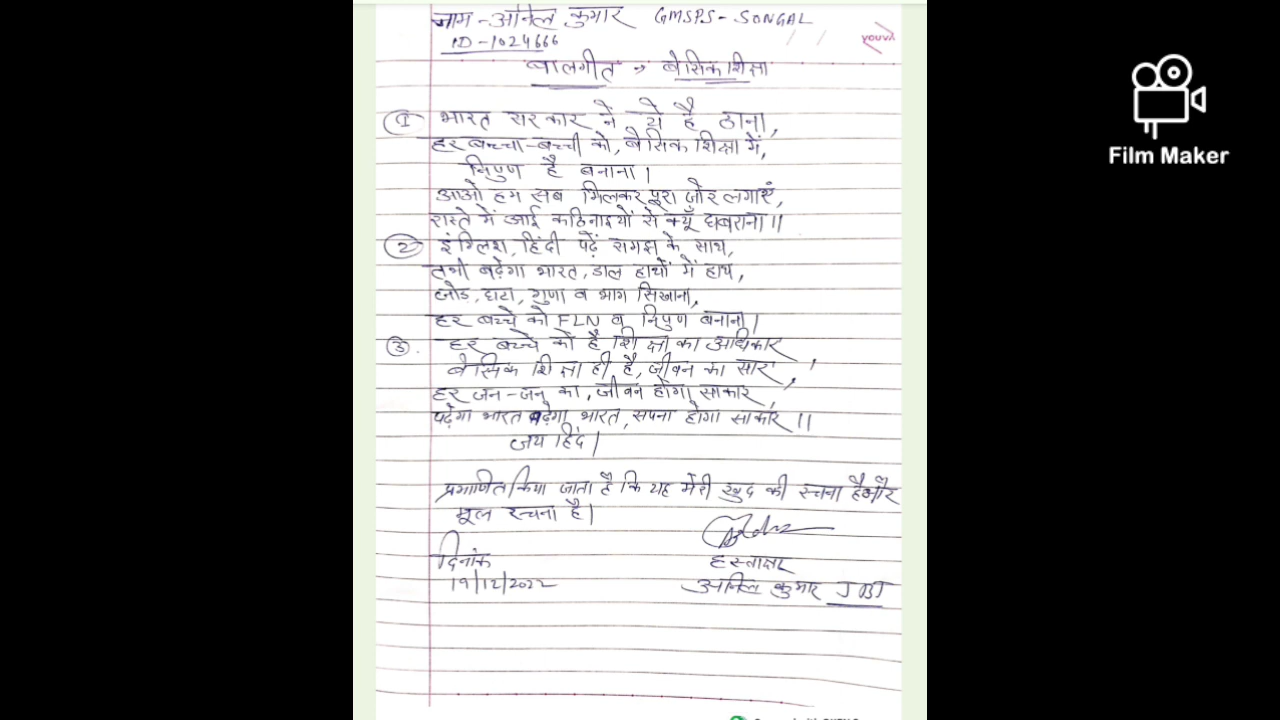 नाम - अनिल कुमार GMSPS - SONGAL
youva
ID - 1024666
बालगीत → बेसिक शिक्षा
① भारत सरकार ने ये है ठाना,
हर बच्चा-बच्ची को, बेसिक शिक्षा में,
निपुण है बनाना।
आओ हम सब मिलकर पूरा ज़ोर लगाएं,
रास्ते में आई कठिनाइयों से क्यूँ घबराना॥
② इंग्लिश, हिंदी पढ़ें समझ के साथ,
तभी बढ़ेगा भारत, डाल हाथों में हाथ,
जोड़, घटा, गुणा व भाग सिखाना,
हर बच्चे को FLN व निपुण बनाना।
③. हर बच्चे को है शिक्षा का अधिकार,
बेसिक शिक्षा ही है, जीवन का सार,
हर जन-जन का, जीवन होगा साकार,
पढ़ेगा भारत बढ़ेगा भारत, सपना होगा साकार॥
जय हिंद।
प्रमाणित किया जाता है कि यह मेरी खुद की रचना है और
मूल रचना है।
हस्ताक्षर
दिनांक
19/12/2022
अनिल कुमार JBT
Film Maker